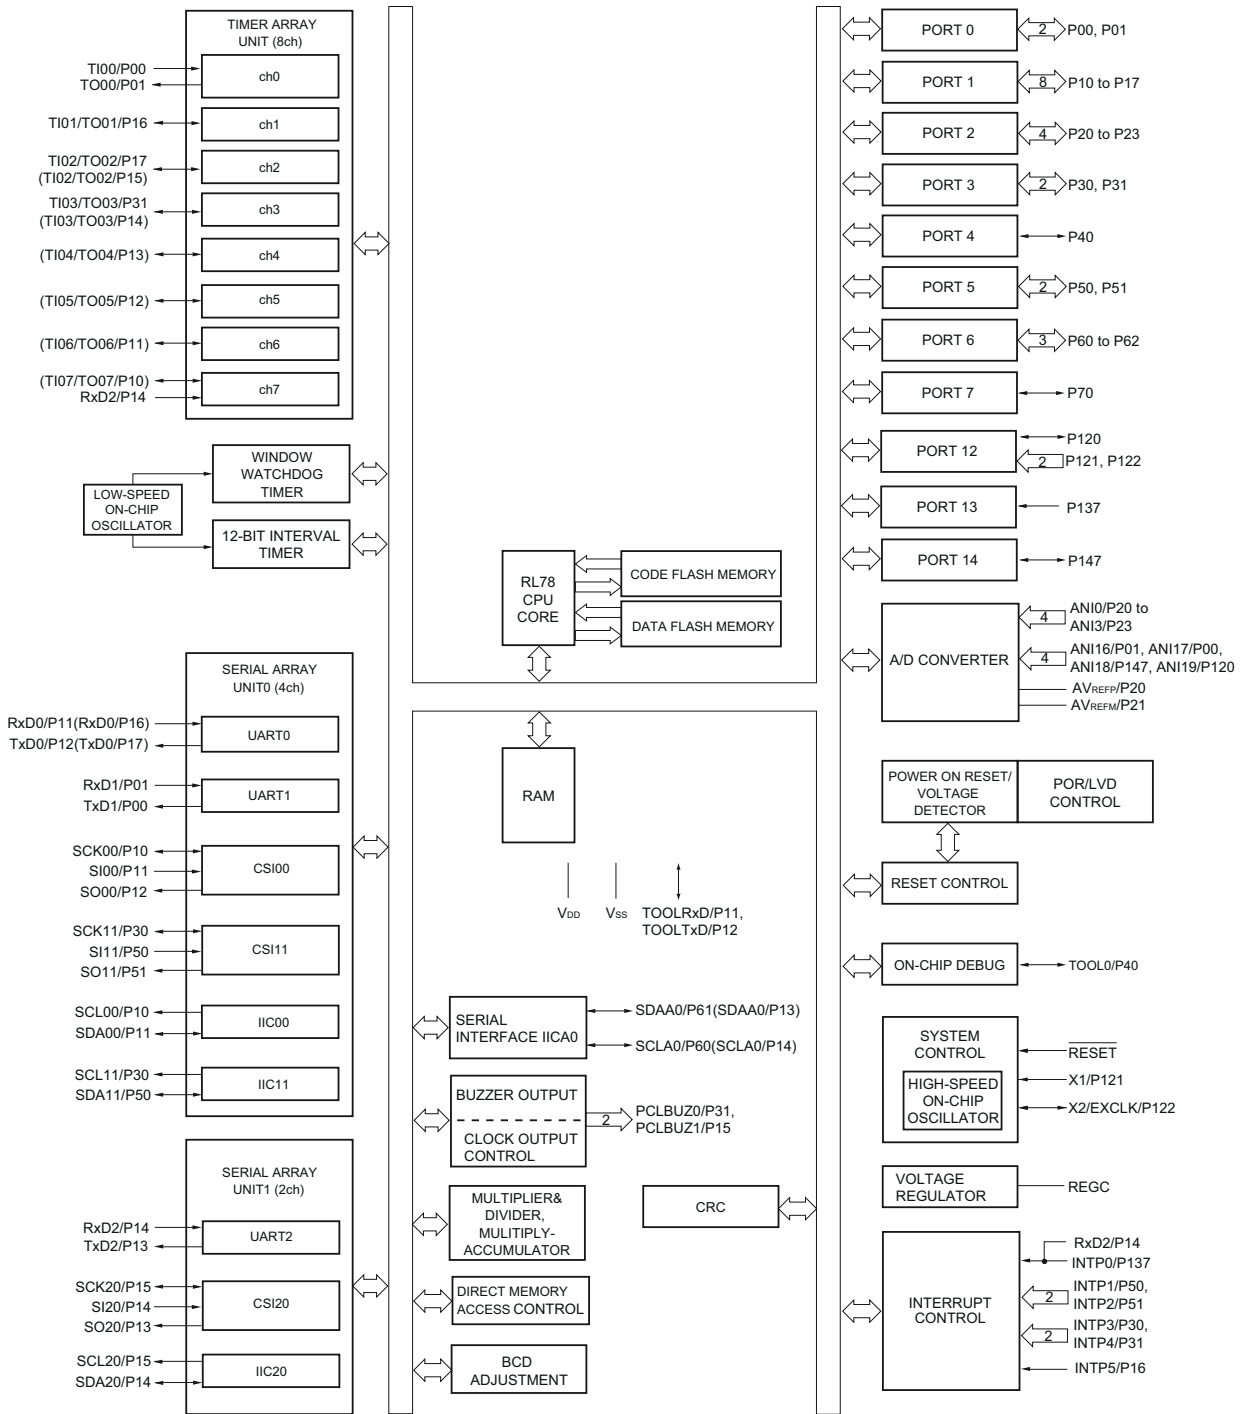 TIMER ARRAY
UNIT (8ch)
TI00/P00
TO00/P01
ch0
TI01/TO01/P16
ch1
TI02/TO02/P17
(TI02/TO02/P15)
ch2
TI03/TO03/P31
(TI03/TO03/P14)
ch3
(TI04/TO04/P13)
ch4
(TI05/TO05/P12)
ch5
(TI06/TO06/P11)
ch6
(TI07/TO07/P10)
RxD2/P14
ch7
WINDOW
WATCHDOG
TIMER
LOW-SPEED
ON-CHIP
OSCILLATOR
12-BIT INTERVAL
TIMER
SERIAL ARRAY
UNIT0 (4ch)
RxD0/P11(RxD0/P16)
TxD0/P12(TxD0/P17)
UART0
RxD1/P01
TxD1/P00
UART1
SCK00/P10
SI00/P11
SO00/P12
CSI00
SCK11/P30
SI11/P50
SO11/P51
CSI11
SCL00/P10
SDA00/P11
IIC00
SCL11/P30
SDA11/P50
IIC11
SERIAL ARRAY
UNIT1 (2ch)
RxD2/P14
TxD2/P13
UART2
SCK20/P15
SI20/P14
SO20/P13
CSI20
SCL20/P15
SDA20/P14
IIC20
RL78
CPU
CORE
CODE FLASH MEMORY
DATA FLASH MEMORY
RAM
VDD
VSS
TOOLRxD/P11,
TOOLTxD/P12
SERIAL
INTERFACE IICA0
SDAA0/P61(SDAA0/P13)
SCLA0/P60(SCLA0/P14)
BUZZER OUTPUT
CLOCK OUTPUT
CONTROL
2
PCLBUZ0/P31,
PCLBUZ1/P15
MULTIPLIER&
DIVIDER,
MULITIPLY-
ACCUMULATOR
DIRECT MEMORY
ACCESS CONTROL
BCD
ADJUSTMENT
CRC
PORT 0
2
P00, P01
PORT 1
8
P10 to P17
PORT 2
4
P20 to P23
PORT 3
2
P30, P31
PORT 4
P40
PORT 5
2
P50, P51
PORT 6
3
P60 to P62
PORT 7
P70
PORT 12
P120
2
P121, P122
PORT 13
P137
PORT 14
P147
A/D CONVERTER
4
ANI0/P20 to
ANI3/P23
4
ANI16/P01, ANI17/P00,
ANI18/P147, ANI19/P120
AVREFP/P20
AVREFM/P21
POWER ON RESET/
VOLTAGE
DETECTOR
POR/LVD
CONTROL
RESET CONTROL
ON-CHIP DEBUG
TOOL0/P40
SYSTEM
CONTROL
HIGH-SPEED
ON-CHIP
OSCILLATOR
RESET
X1/P121
X2/EXCLK/P122
VOLTAGE
REGULATOR
REGC
INTERRUPT
CONTROL
RxD2/P14
INTP0/P137
2
INTP1/P50,
INTP2/P51
2
INTP3/P30,
INTP4/P31
INTP5/P16